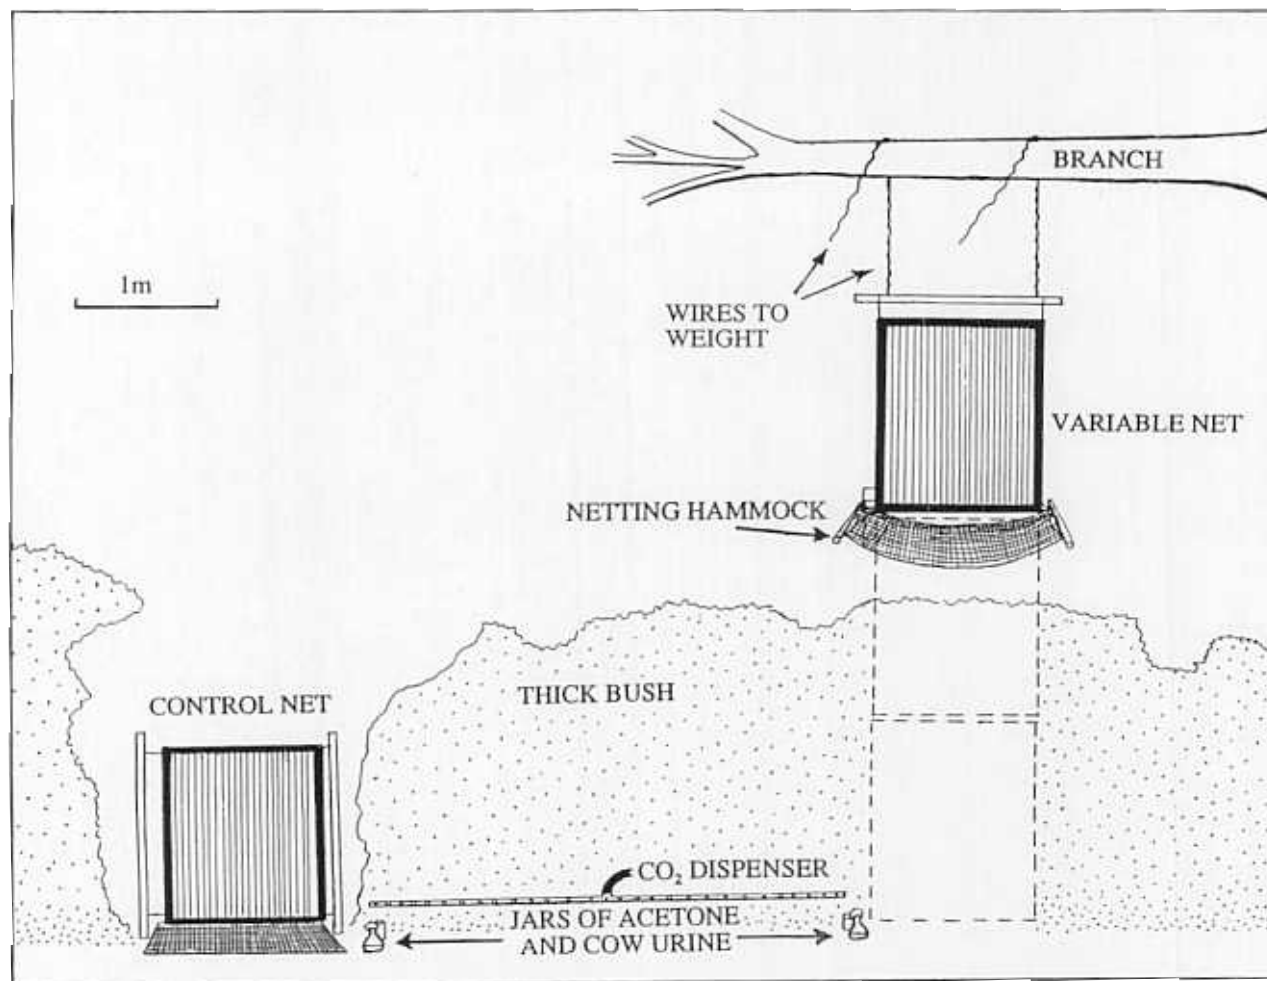 BRANCH
1m
WIRES TO
WEIGHT
VARIABLE NET
NETTING HAMMOCK
THICK BUSH
CONTROL NET
CO₂ DISPENSER
JARS OF ACETONE
AND COW URINE